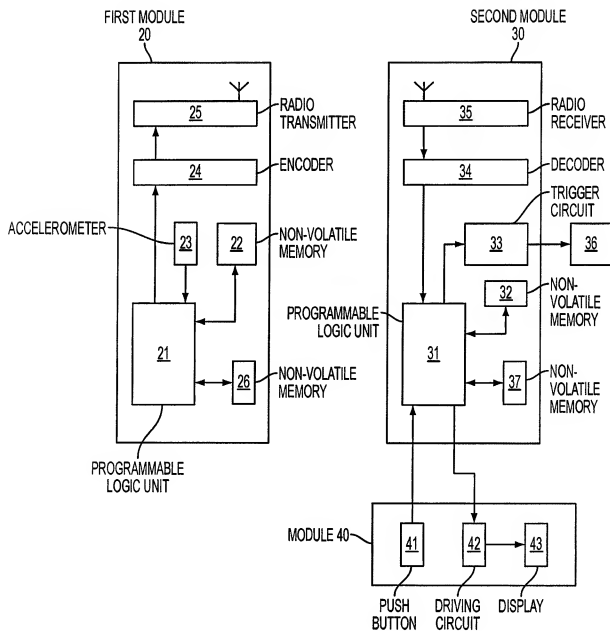 FIRST MODULE
20
25
RADIO
TRANSMITTER
24
ENCODER
ACCELEROMETER
23
22
NON-VOLATILE
MEMORY
21
26
NON-VOLATILE
MEMORY
PROGRAMMABLE
LOGIC UNIT
SECOND MODULE
30
35
RADIO
RECEIVER
34
DECODER
TRIGGER
CIRCUIT
33
36
32
NON-
VOLATILE
MEMORY
PROGRAMMABLE
LOGIC UNIT
31
37
NON-
VOLATILE
MEMORY
MODULE 40
41
42
43
PUSH
BUTTON
DRIVING
CIRCUIT
DISPLAY